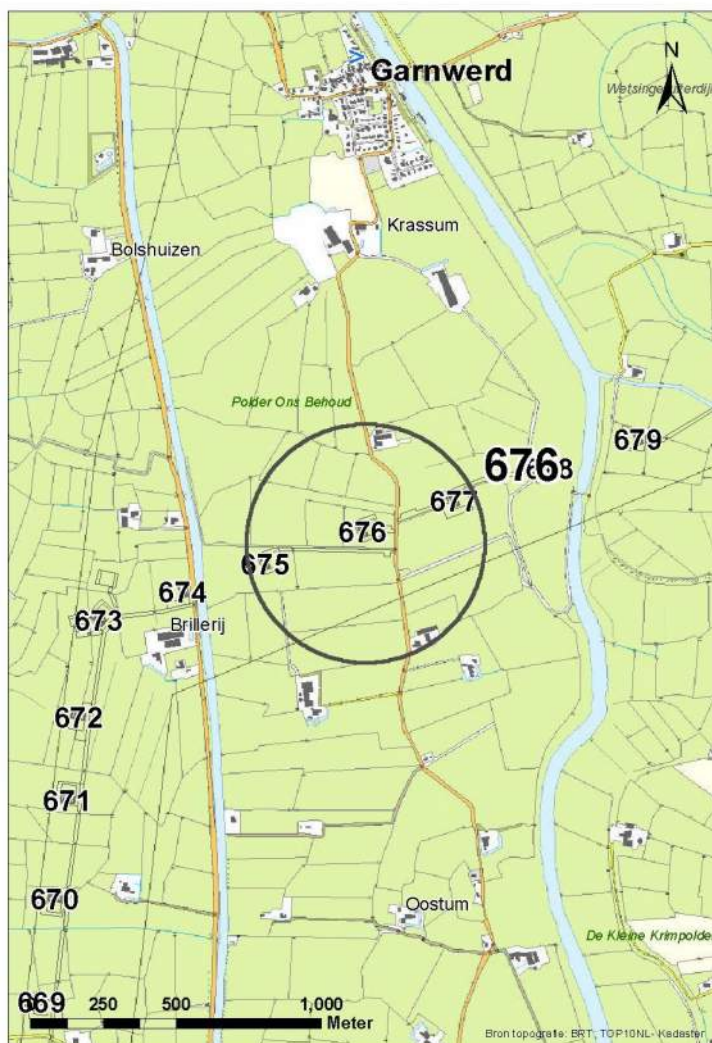 N
Garnwerd
Krassum
Bolshuizen
Polder Ons Behoud
679
676
677
676
675
674
673
Brillerij
672
671
670
Oostum
De Kleine Krimpolder
669
250 500 1,000
Meter
Bron topografie: BRT, TOP10NL- Kadaster